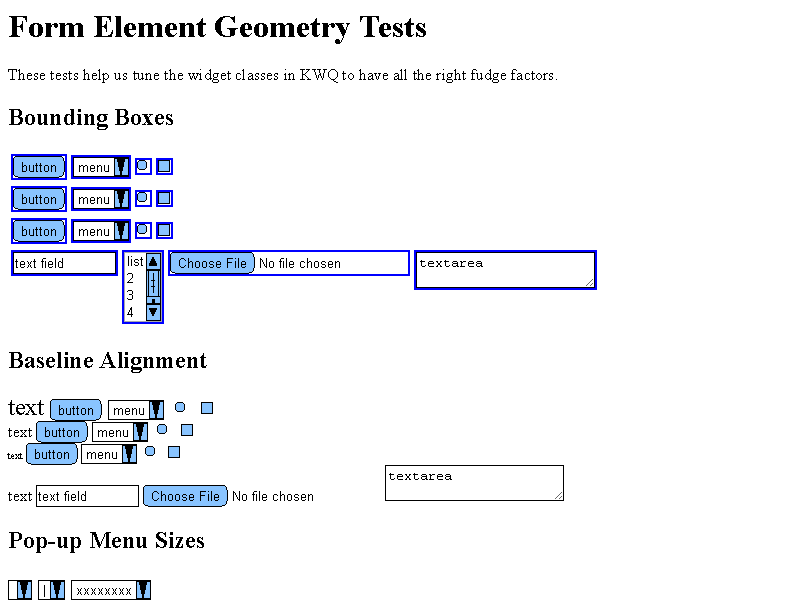 Form Element Geometry Tests
These tests help us tune the widget classes in KWQ to have all the right fudge factors.
Bounding Boxes
button menu
button menu
button menu
text field list 2 3 4 Choose File No file chosen textarea
Baseline Alignment
text button menu
text button menu
text button menu
text text field Choose File No file chosen textarea
Pop-up Menu Sizes
| xxxxxxxx